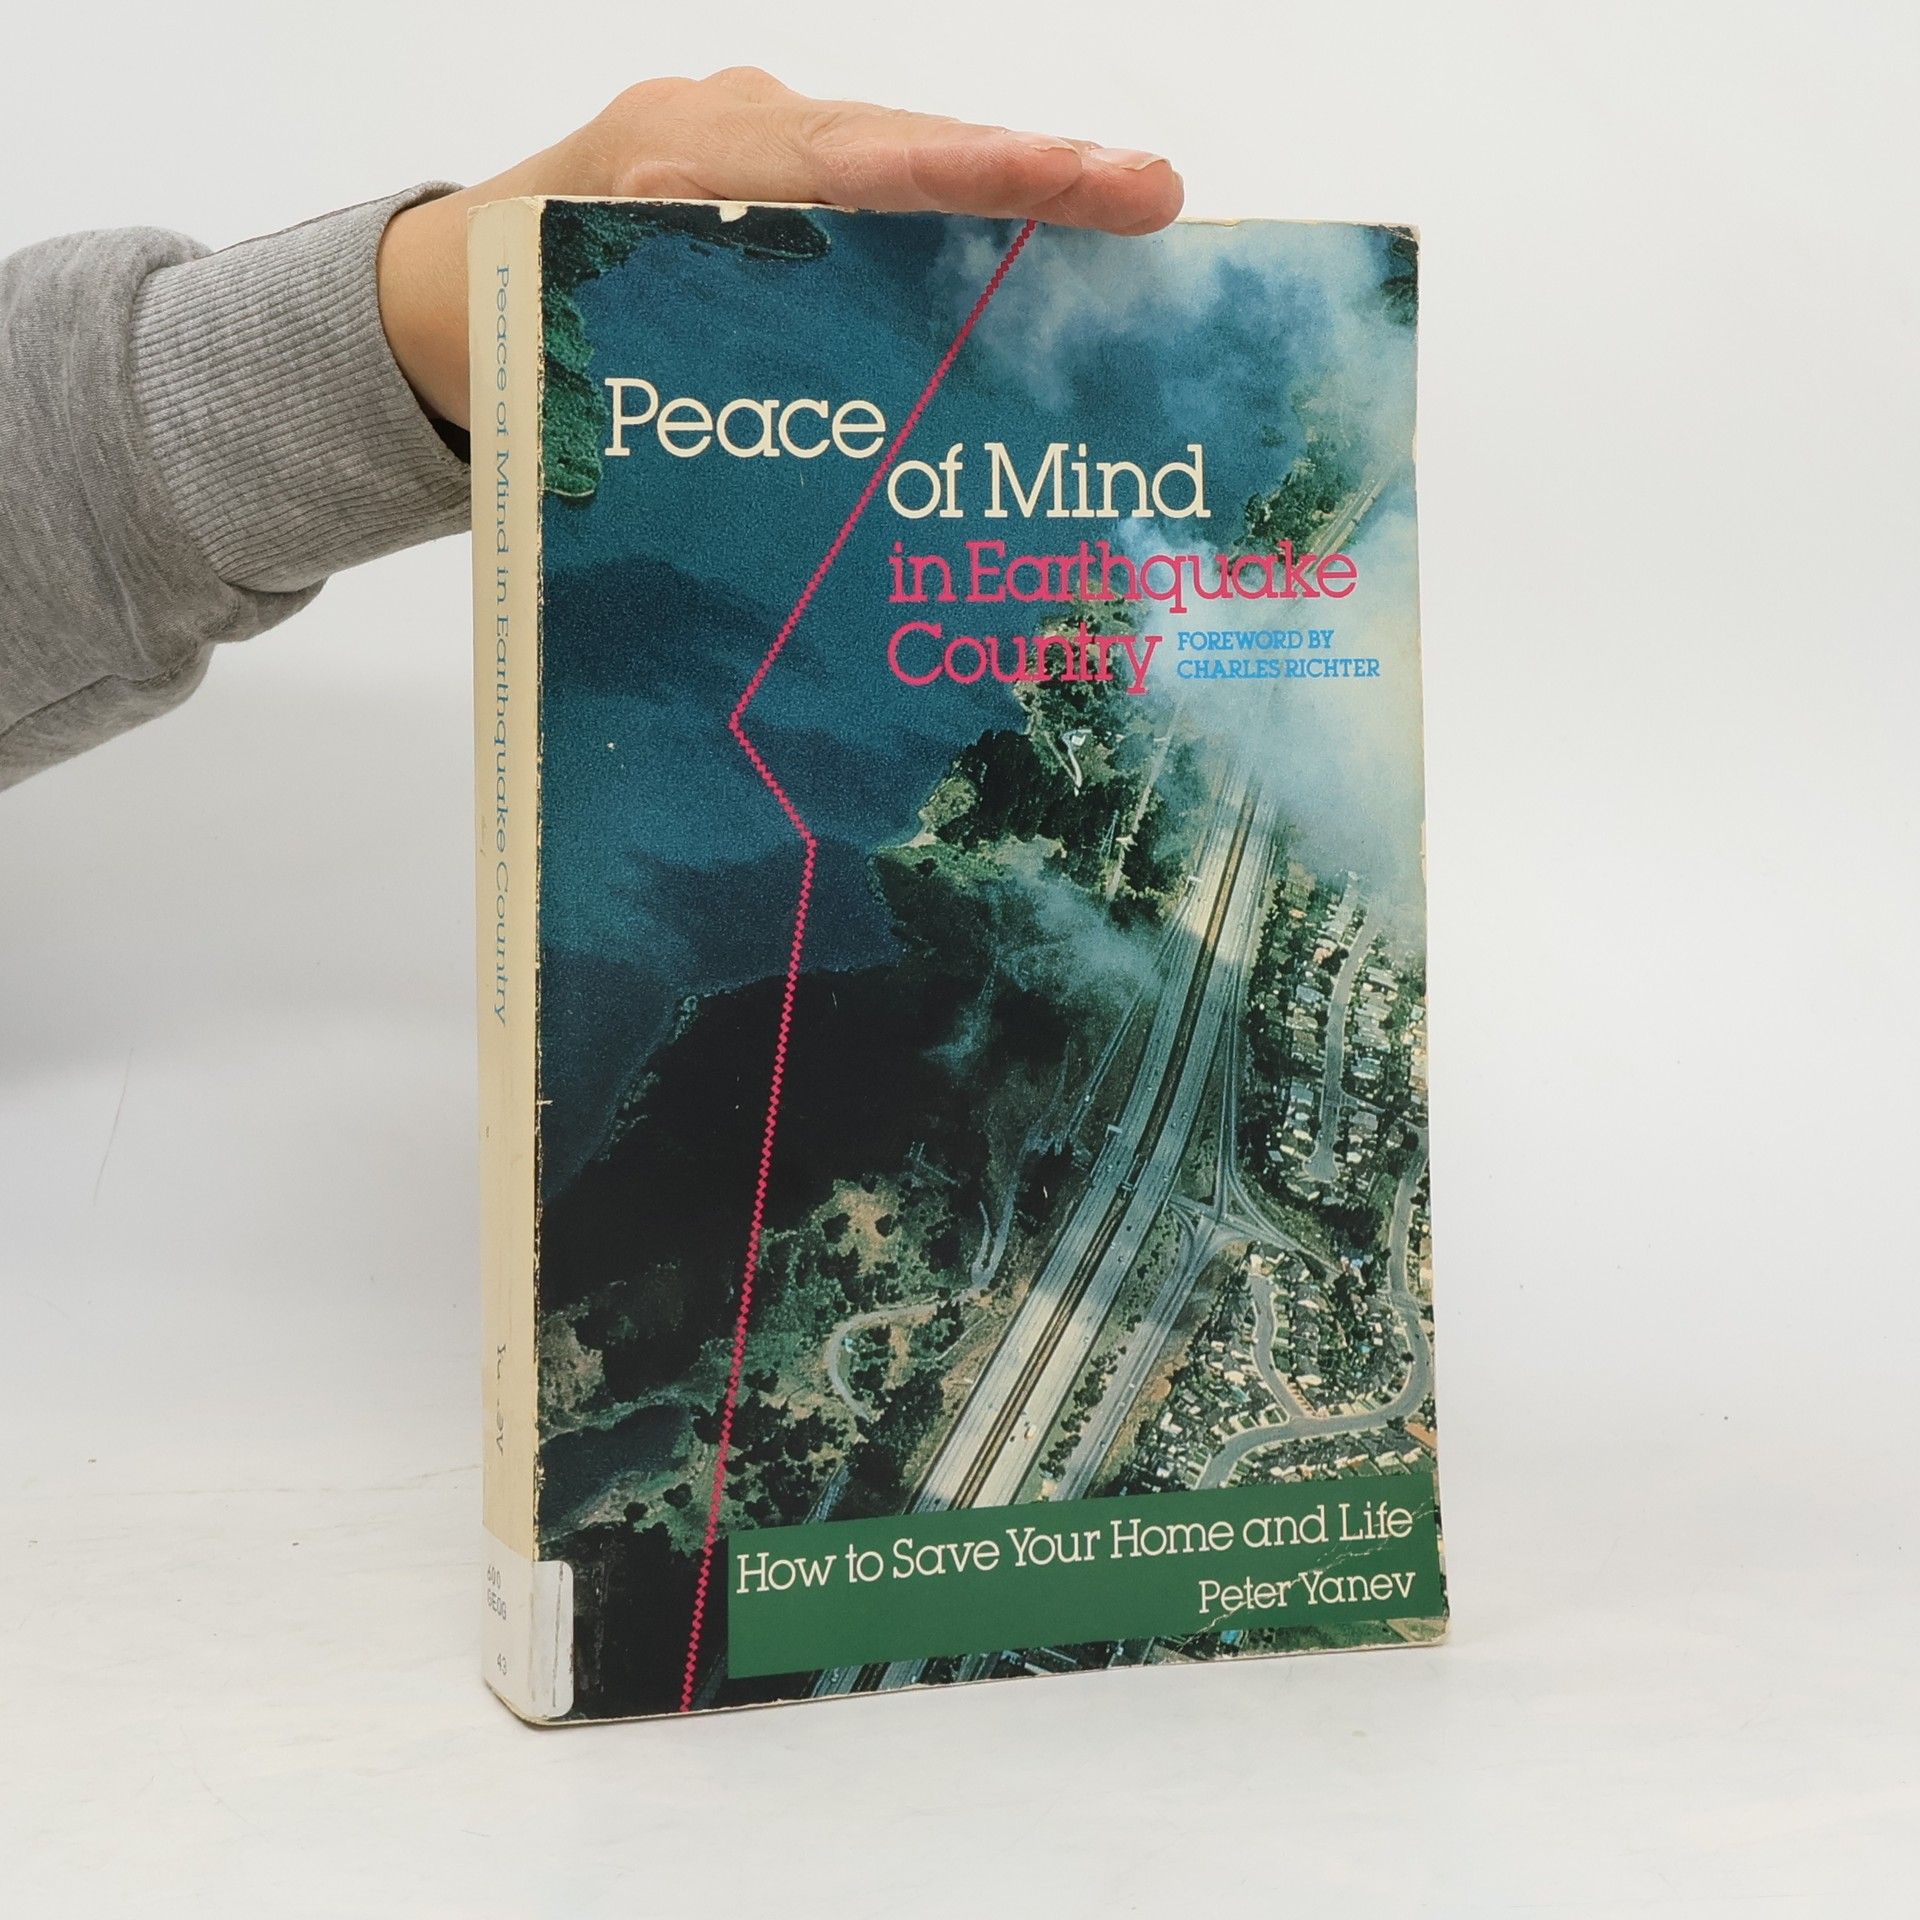 Peace
of Mind
in Earthquake
Country
FOREWORD BY
CHARLES RICHTER
How to Save Your Home and Life
Peter Yanev
Peace of Mind in Earthquake Country
43